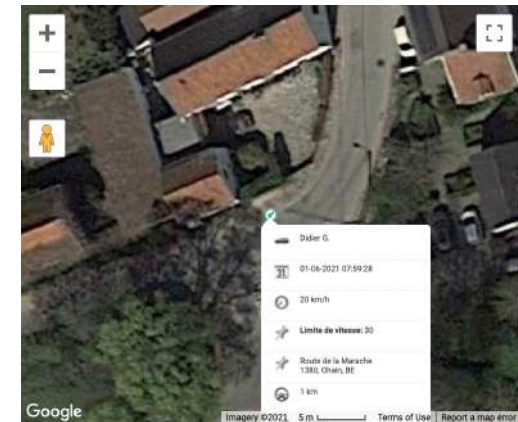 +
−
Didier G.
31
01-06-2021 07:59:28
20 km/h
Limite de vitesse: 30
Route de la Marache
1380, Ohain, BE
1 km
Google
Imagery ©2021, 5 m Terms of Use Report a map error